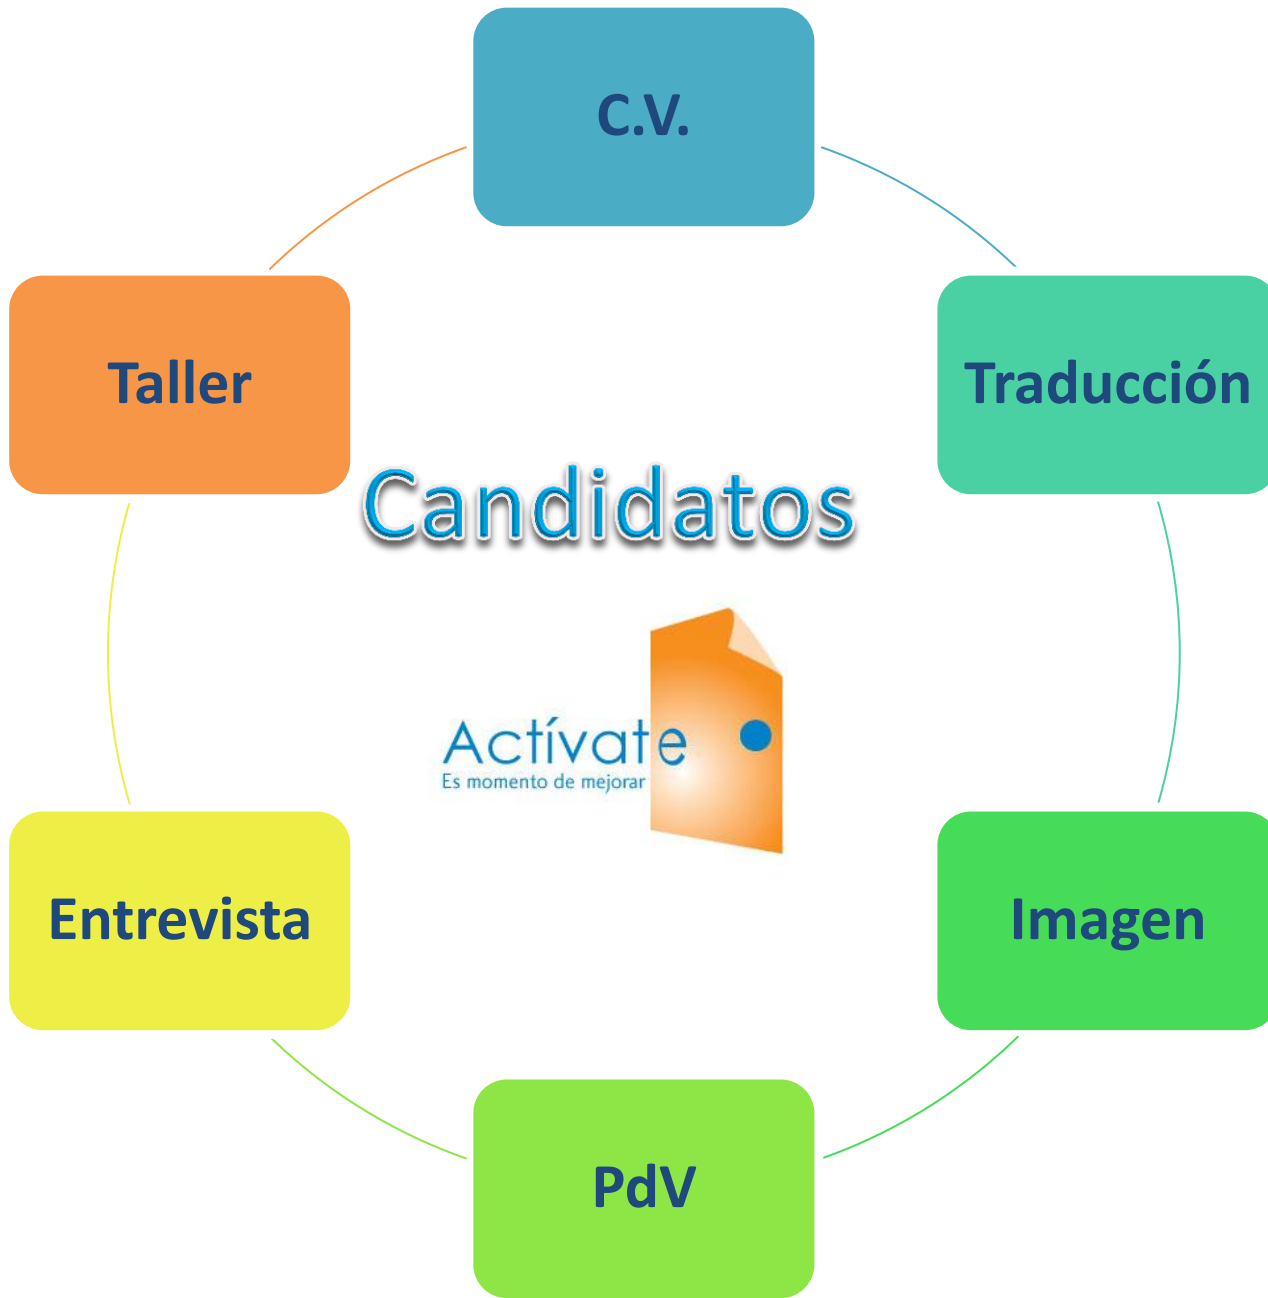 C.V.
Taller
Traducción
Candidatos
Actívate
Es momento de mejorar
Entrevista
Imagen
PdV